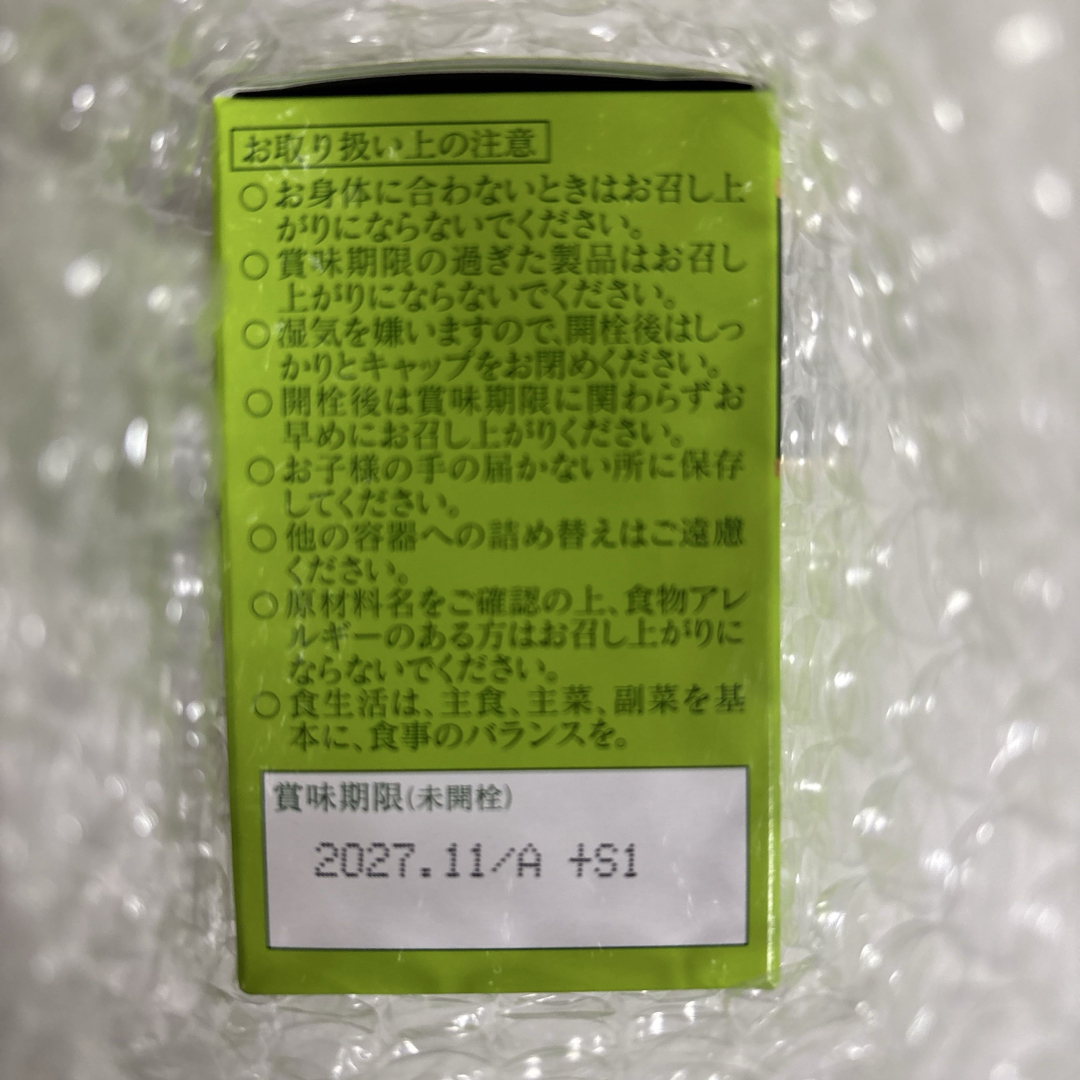 お取り扱い上の注意
○お身体に合わないときはお召し上
がりにならないでください。
○賞味期限の過ぎた製品はお召し
上がりにならないでください。
○湿気を嫌いますので、開栓後はしっ
かりとキャップをお閉めください。
○開栓後は賞味期限に関わらずお
早めにお召し上がりください。
○お子様の手の届かない所に保存
してください。
○他の容器への詰め替えはご遠慮
ください。
○原材料名をご確認の上、食物アレ
ルギーのある方はお召し上がりに
ならないでください。
○食生活は、主食、主菜、副菜を基
本に、食事のバランスを。
賞味期限(未開栓)
2027.11/A +S1